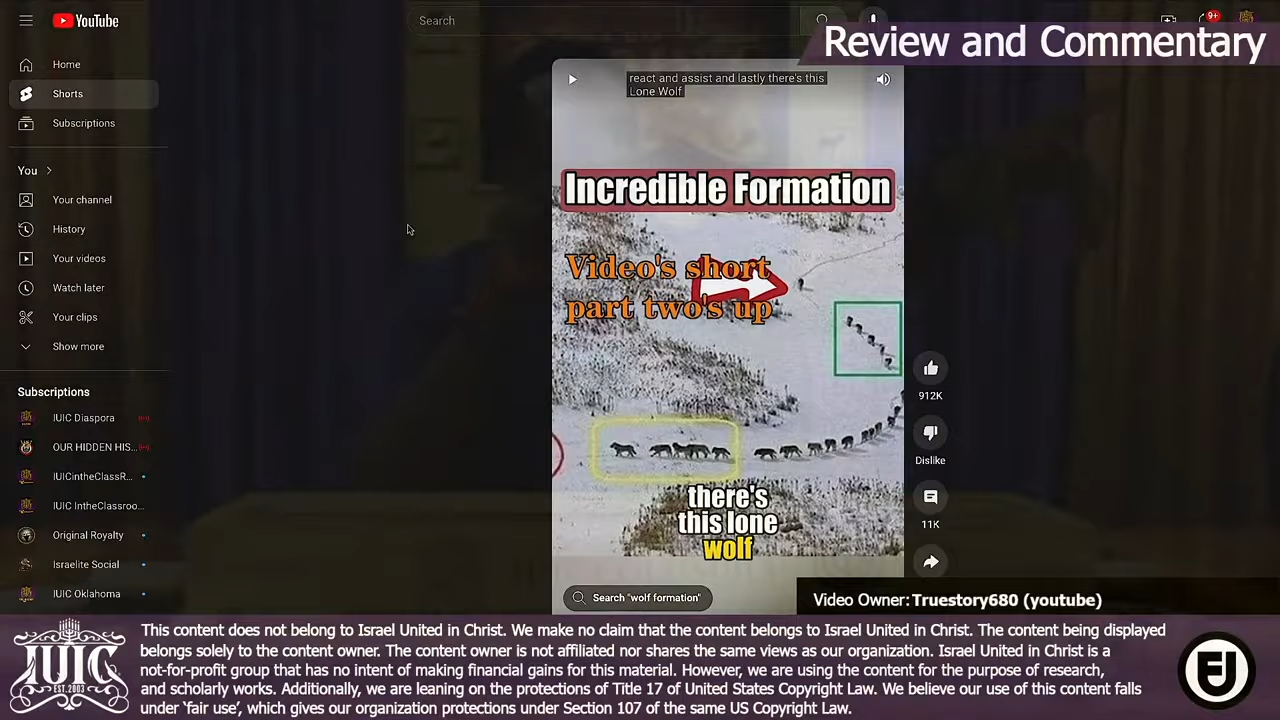 YouTube
Search
9+
Review and Commentary
Home
Shorts
Subscriptions
You
Your channel
History
Your videos
Watch later
Your clips
Show more
Subscriptions
IUIC Diaspora
OUR HIDDEN HIS...
IUICintheClassR...
IUIC IntheClassroo...
Original Royalty
Israelite Social
IUIC Oklahoma
react and assist and lastly there's this
Lone Wolf
Incredible Formation
Video's short
part two's up
there's
this lone
wolf
Search "wolf formation"
912K
Dislike
11K
Video Owner: Truestory680 (youtube)
IUIC
EST.2003
This content does not belong to Israel United in Christ. We make no claim that the content belongs to Israel United in Christ. The content being displayed
belongs solely to the content owner. The content owner is not affiliated nor shares the same views as our organization. Israel United in Christ is a
not-for-profit group that has no intent of making financial gains for this material. However, we are using the content for the purpose of research,
and scholarly works. Additionally, we are leaning on the protections of Title 17 of United States Copyright Law. We believe our use of this content falls
under 'fair use', which gives our organization protections under Section 107 of the same US Copyright Law.